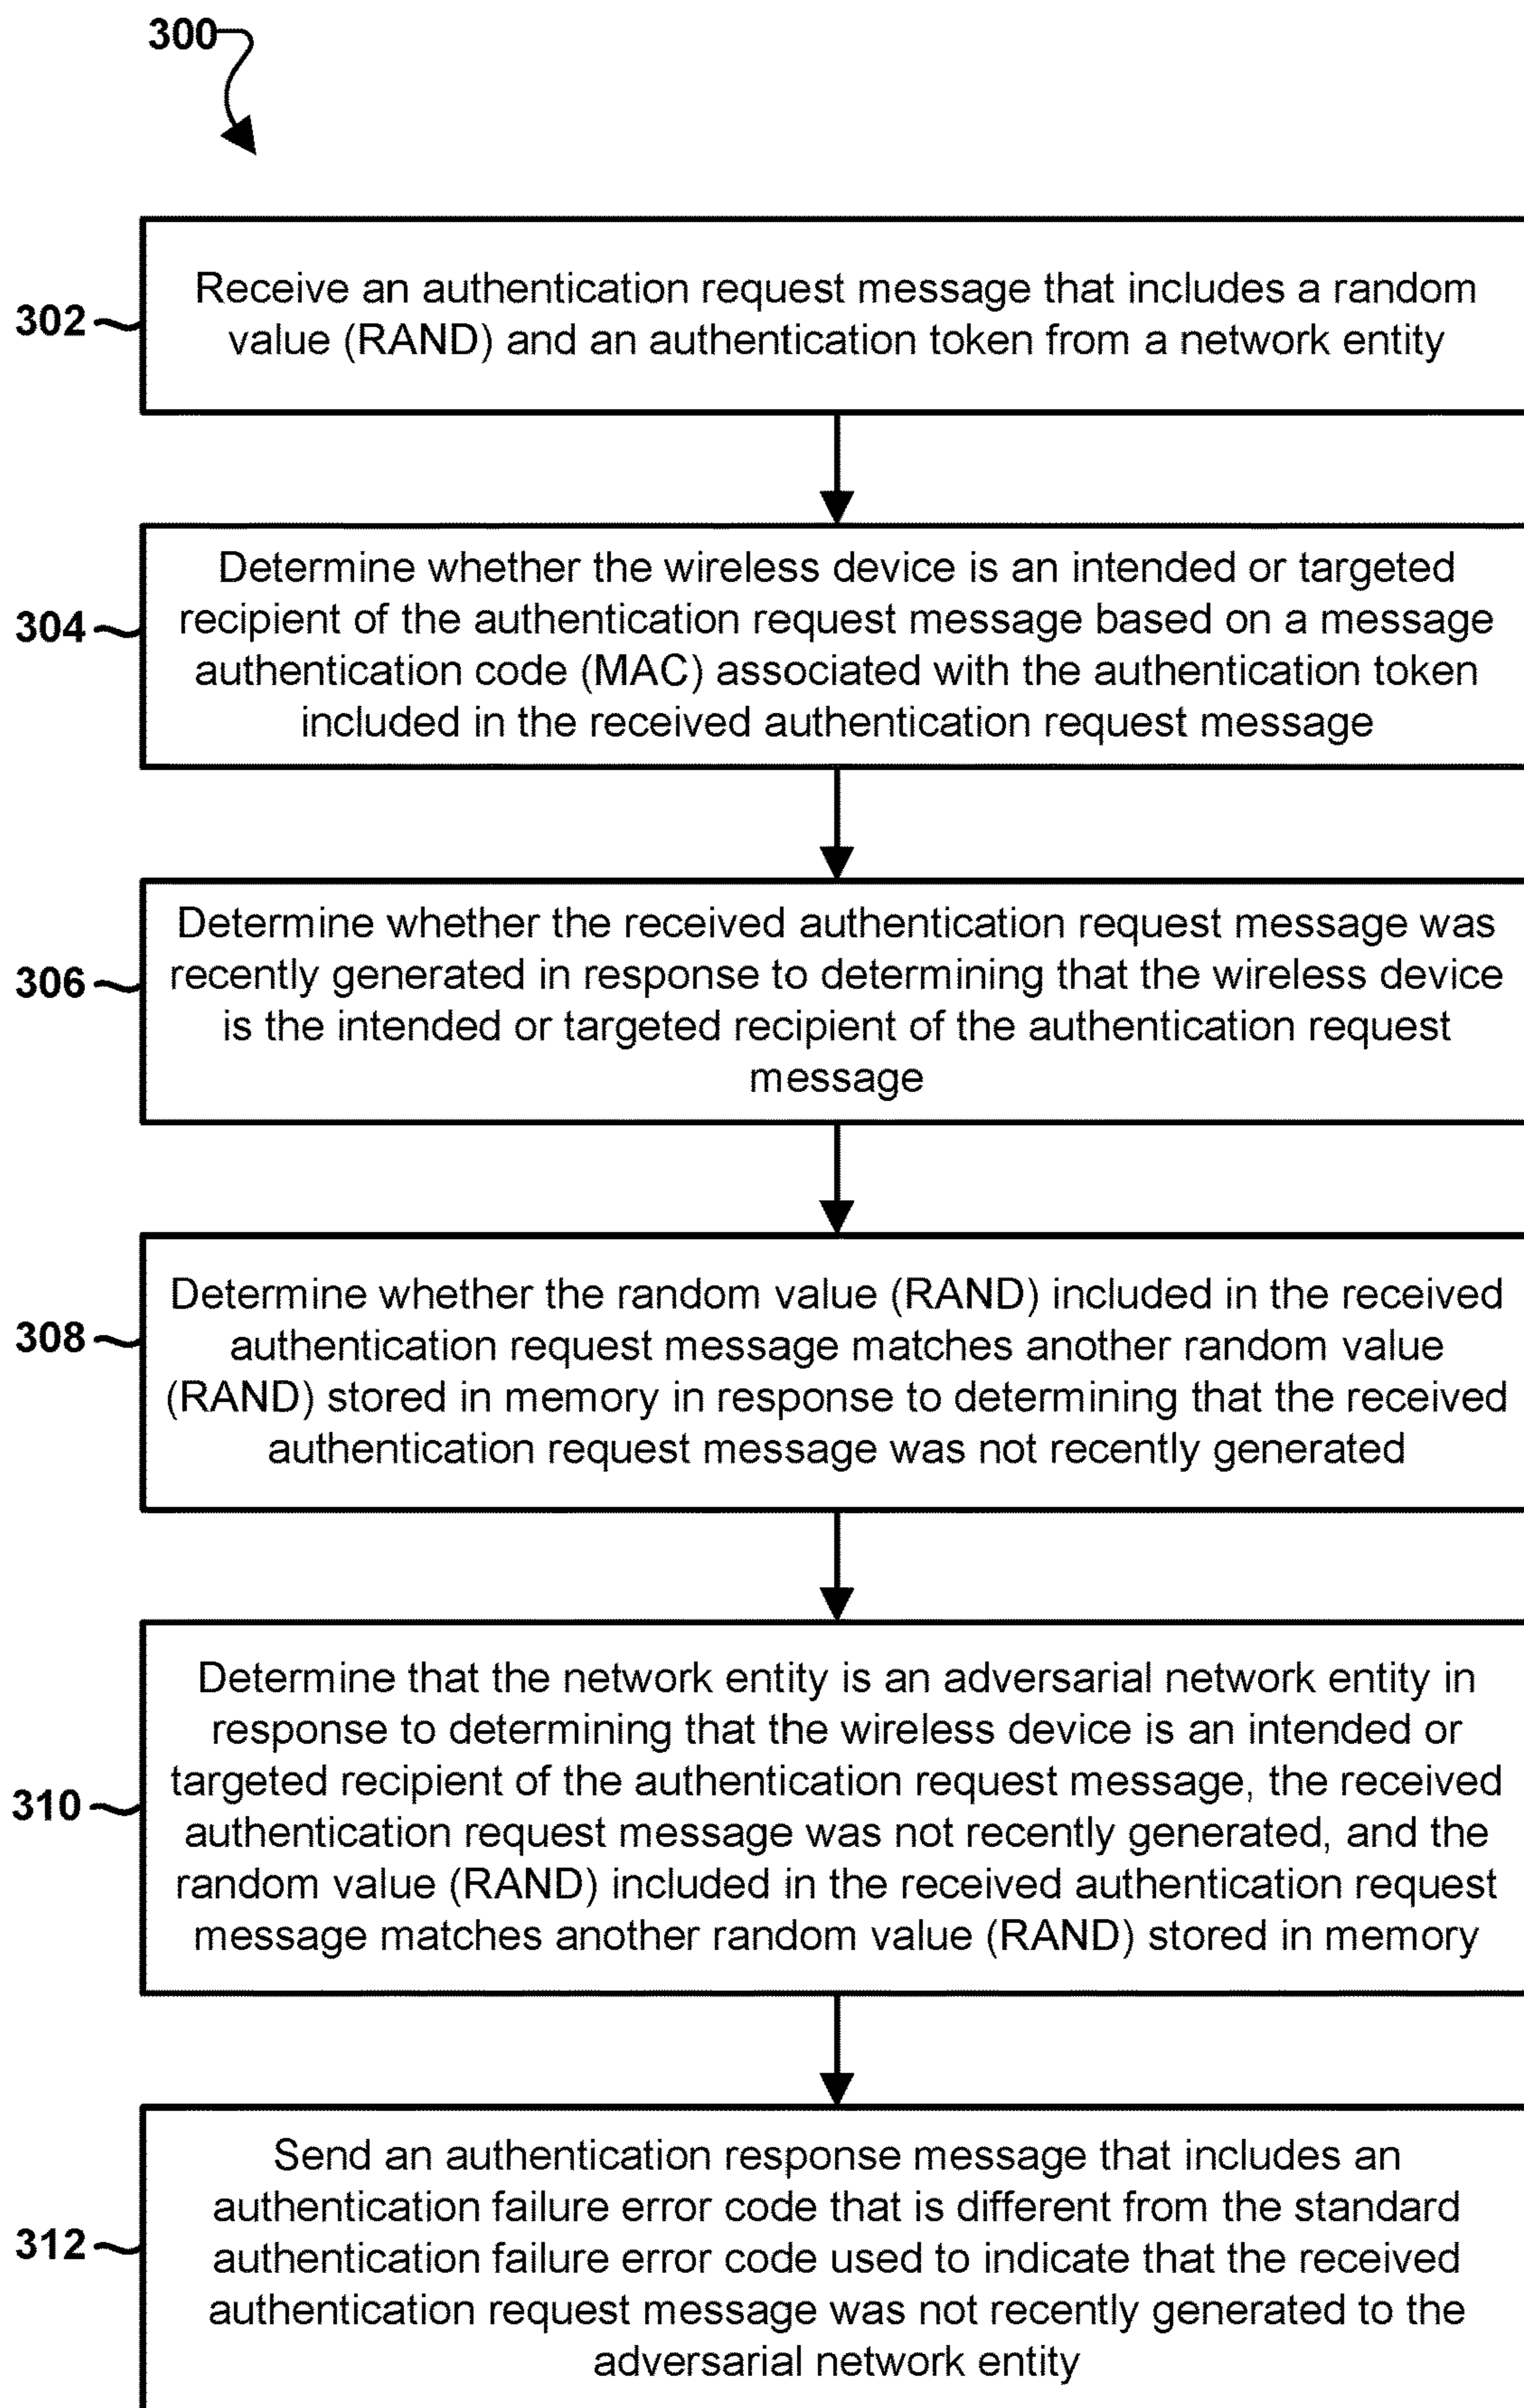 300
302
Receive an authentication request message that includes a random
value (RAND) and an authentication token from a network entity
304
Determine whether the wireless device is an intended or targeted
recipient of the authentication request message based on a message
authentication code (MAC) associated with the authentication token
included in the received authentication request message
306
Determine whether the received authentication request message was
recently generated in response to determining that the wireless device
is the intended or targeted recipient of the authentication request
message
308
Determine whether the random value (RAND) included in the received
authentication request message matches another random value
(RAND) stored in memory in response to determining that the received
authentication request message was not recently generated
310
Determine that the network entity is an adversarial network entity in
response to determining that the wireless device is an intended or
targeted recipient of the authentication request message, the received
authentication request message was not recently generated, and the
random value (RAND) included in the received authentication request
message matches another random value (RAND) stored in memory
312
Send an authentication response message that includes an
authentication failure error code that is different from the standard
authentication failure error code used to indicate that the received
authentication request message was not recently generated to the
adversarial network entity